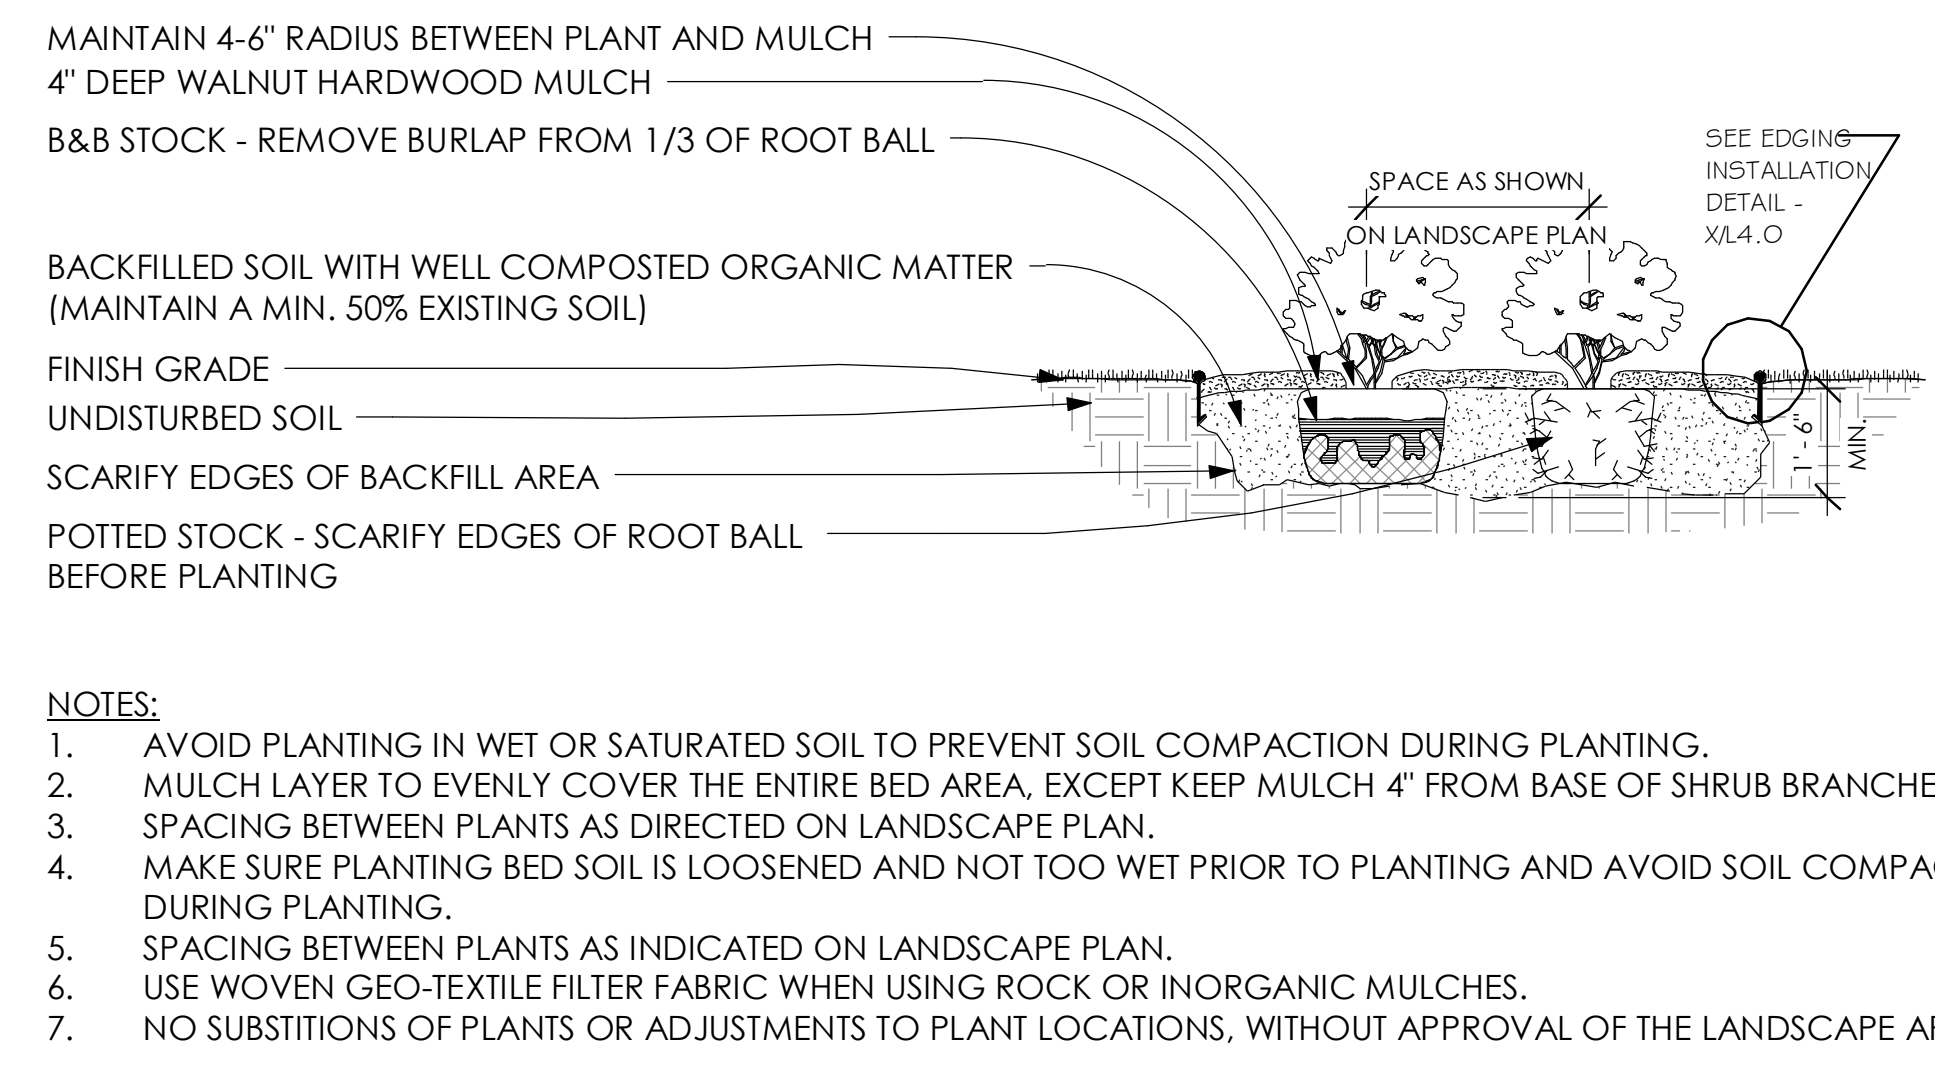 MAINTAIN 4-6" RADIUS BETWEEN PLANT AND MULCH
4" DEEP WALNUT HARDWOOD MULCH
B&B STOCK - REMOVE BURLAP FROM 1/3 OF ROOT BALL
BACKFILLED SOIL WITH WELL COMPOSTED ORGANIC MATTER
(MAINTAIN A MIN. 50% EXISTING SOIL)
FINISH GRADE
UNDISTURBED SOIL
SCARIFY EDGES OF BACKFILL AREA
POTTED STOCK - SCARIFY EDGES OF ROOT BALL
BEFORE PLANTING
SPACE AS SHOWN
ON LANDSCAPE PLAN
SEE EDGING
INSTALLATION
DETAIL -
X/L4.0
1'-6"
MIN.
NOTES:
1. AVOID PLANTING IN WET OR SATURATED SOIL TO PREVENT SOIL COMPACTION DURING PLANTING.
2. MULCH LAYER TO EVENLY COVER THE ENTIRE BED AREA, EXCEPT KEEP MULCH 4" FROM BASE OF SHRUB BRANCHE
3. SPACING BETWEEN PLANTS AS DIRECTED ON LANDSCAPE PLAN.
4. MAKE SURE PLANTING BED SOIL IS LOOSENED AND NOT TOO WET PRIOR TO PLANTING AND AVOID SOIL COMPA
DURING PLANTING.
5. SPACING BETWEEN PLANTS AS INDICATED ON LANDSCAPE PLAN.
6. USE WOVEN GEO-TEXTILE FILTER FABRIC WHEN USING ROCK OR INORGANIC MULCHES.
7. NO SUBSTITIONS OF PLANTS OR ADJUSTMENTS TO PLANT LOCATIONS, WITHOUT APPROVAL OF THE LANDSCAPE A